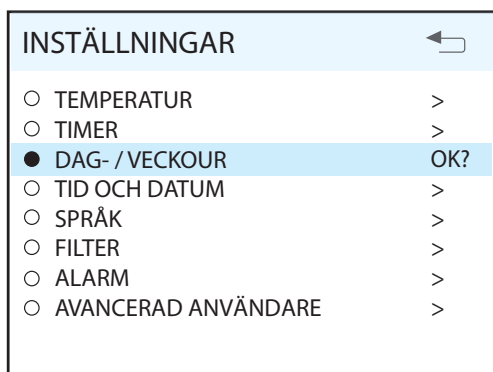 INSTÄLLNINGAR
TEMPERATUR >
TIMER >
DAG- / VECKOUR OK?
TID OCH DATUM >
SPRÅK >
FILTER >
ALARM >
AVANCERAD ANVÄNDARE >